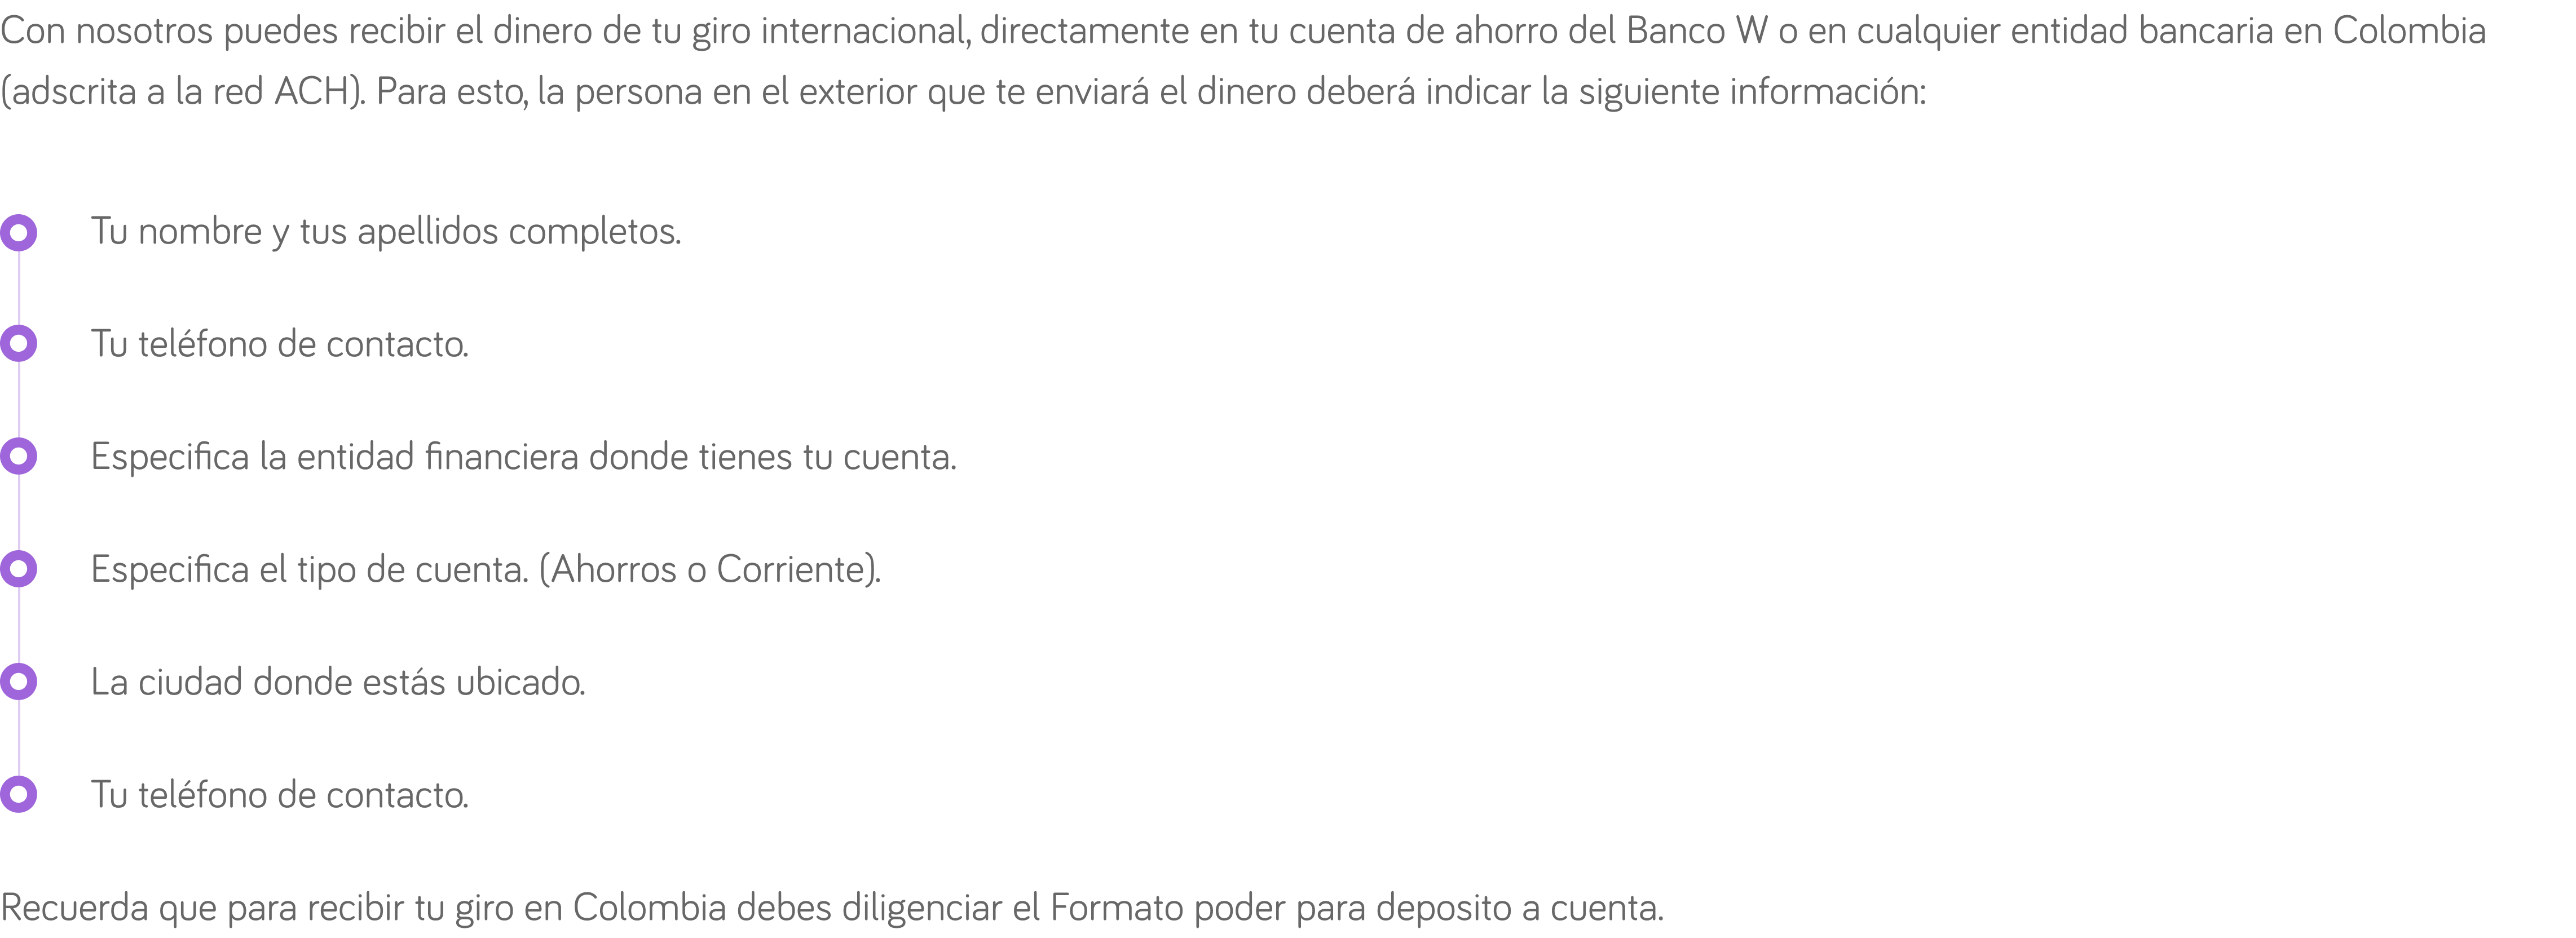 Con nosotros puedes recibir el dinero de tu giro internacional, directamente en tu cuenta de ahorro del Banco W o en cualquier entidad bancaria en Colombia
(adscrita a la red ACH). Para esto, la persona en el exterior que te enviará el dinero deberá indicar la siguiente información:
Tu nombre y tus apellidos completos.
Tu teléfono de contacto.
Especifica la entidad financiera donde tienes tu cuenta.
Especifica el tipo de cuenta. (Ahorros o Corriente).
La ciudad donde estás ubicado.
Tu teléfono de contacto.
Recuerda que para recibir tu giro en Colombia debes diligenciar el Formato poder para deposito a cuenta.